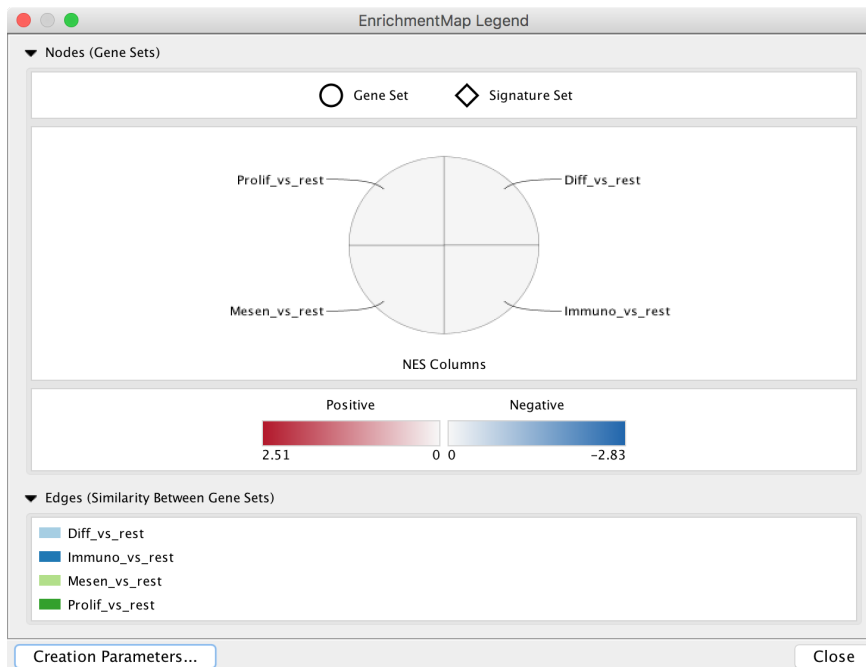 EnrichmentMap Legend
Nodes (Gene Sets)
Gene Set Signature Set
Prolif_vs_rest Diff_vs_rest
Mesen_vs_rest Immuno_vs_rest
NES Columns
Positive Negative
2.51 0 0 -2.83
Edges (Similarity Between Gene Sets)
Diff_vs_rest
Immuno_vs_rest
Mesen_vs_rest
Prolif_vs_rest
Creation Parameters... Close